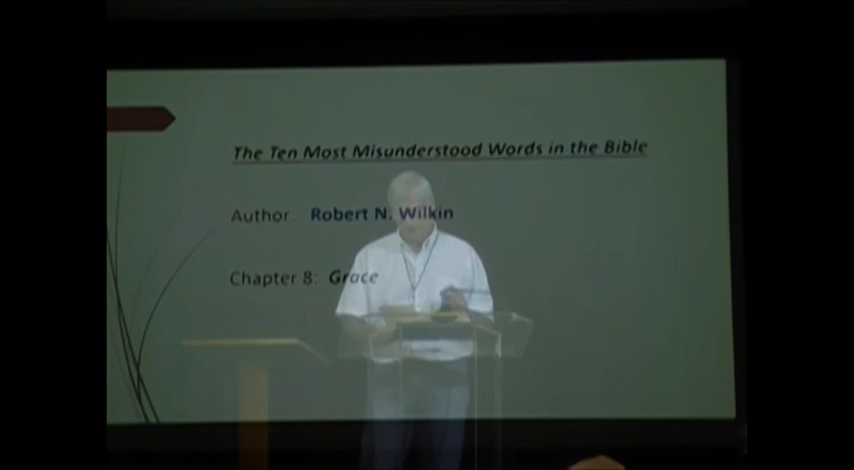 The Ten Most Misunderstood Words in the Bible
Author: Robert N. Wilkin
Chapter 8: Grace